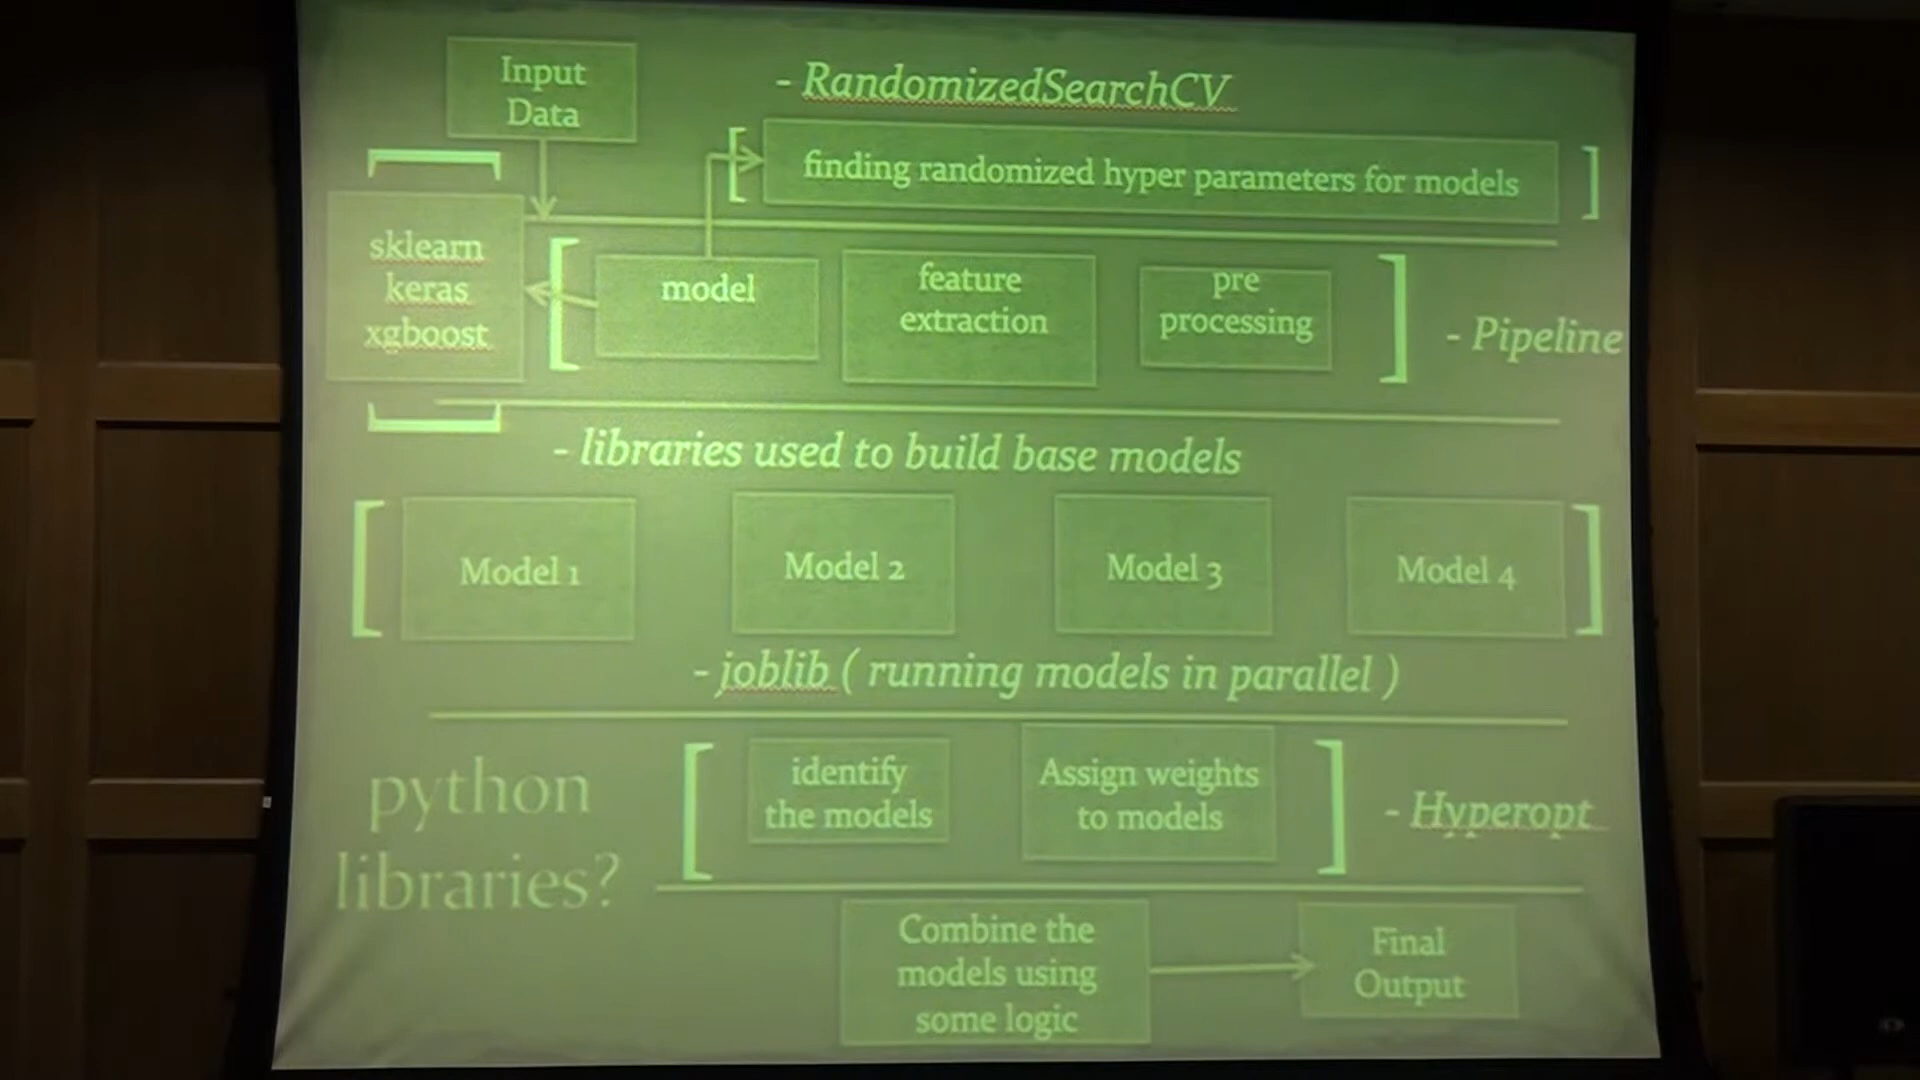 Input
Data
- RandomizedSearchCV
finding randomized hyper parameters for models
sklearn
keras
xgboost
model
feature
extraction
pre
processing
- Pipeline
- libraries used to build base models
Model 1
Model 2
Model 3
Model 4
- joblib ( running models in parallel )
python
libraries?
identify
the models
Assign weights
to models
- Hyperopt
Combine the
models using
some logic
Final
Output